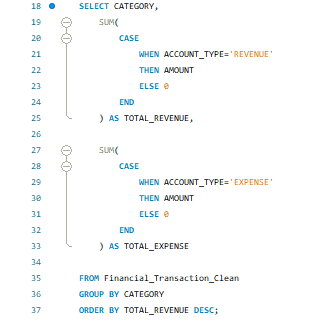 18 SELECT CATEGORY,
19 SUM(
20 CASE
21 WHEN ACCOUNT_TYPE='REVENUE'
22 THEN AMOUNT
23 ELSE 0
24 END
25 ) AS TOTAL_REVENUE,
26
27 SUM(
28 CASE
29 WHEN ACCOUNT_TYPE='EXPENSE'
30 THEN AMOUNT
31 ELSE 0
32 END
33 ) AS TOTAL_EXPENSE
34
35 FROM Financial_Transaction_Clean
36 GROUP BY CATEGORY
37 ORDER BY TOTAL_REVENUE DESC;